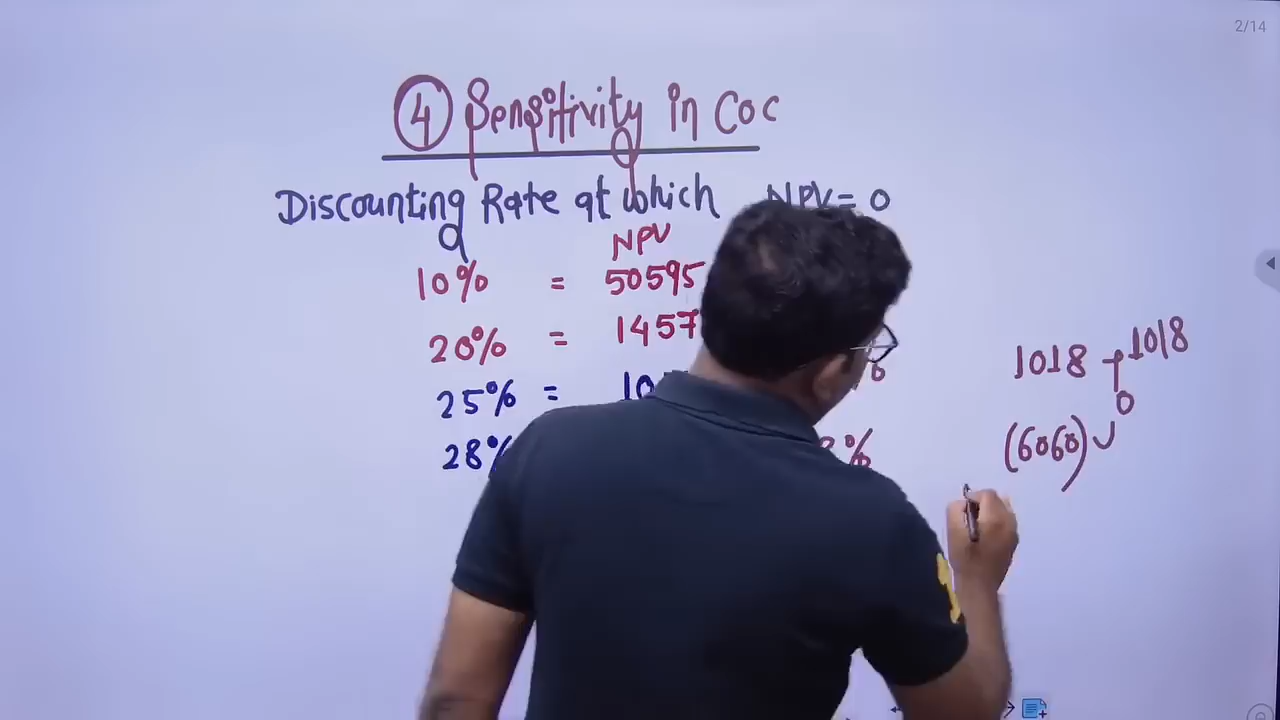 2/14
④ Sensitivity in CoC
Discounting Rate at which NPV = 0
NPV
10% = 50595
20% = 1457
25% =
28%
1018 1018
0
(6060)